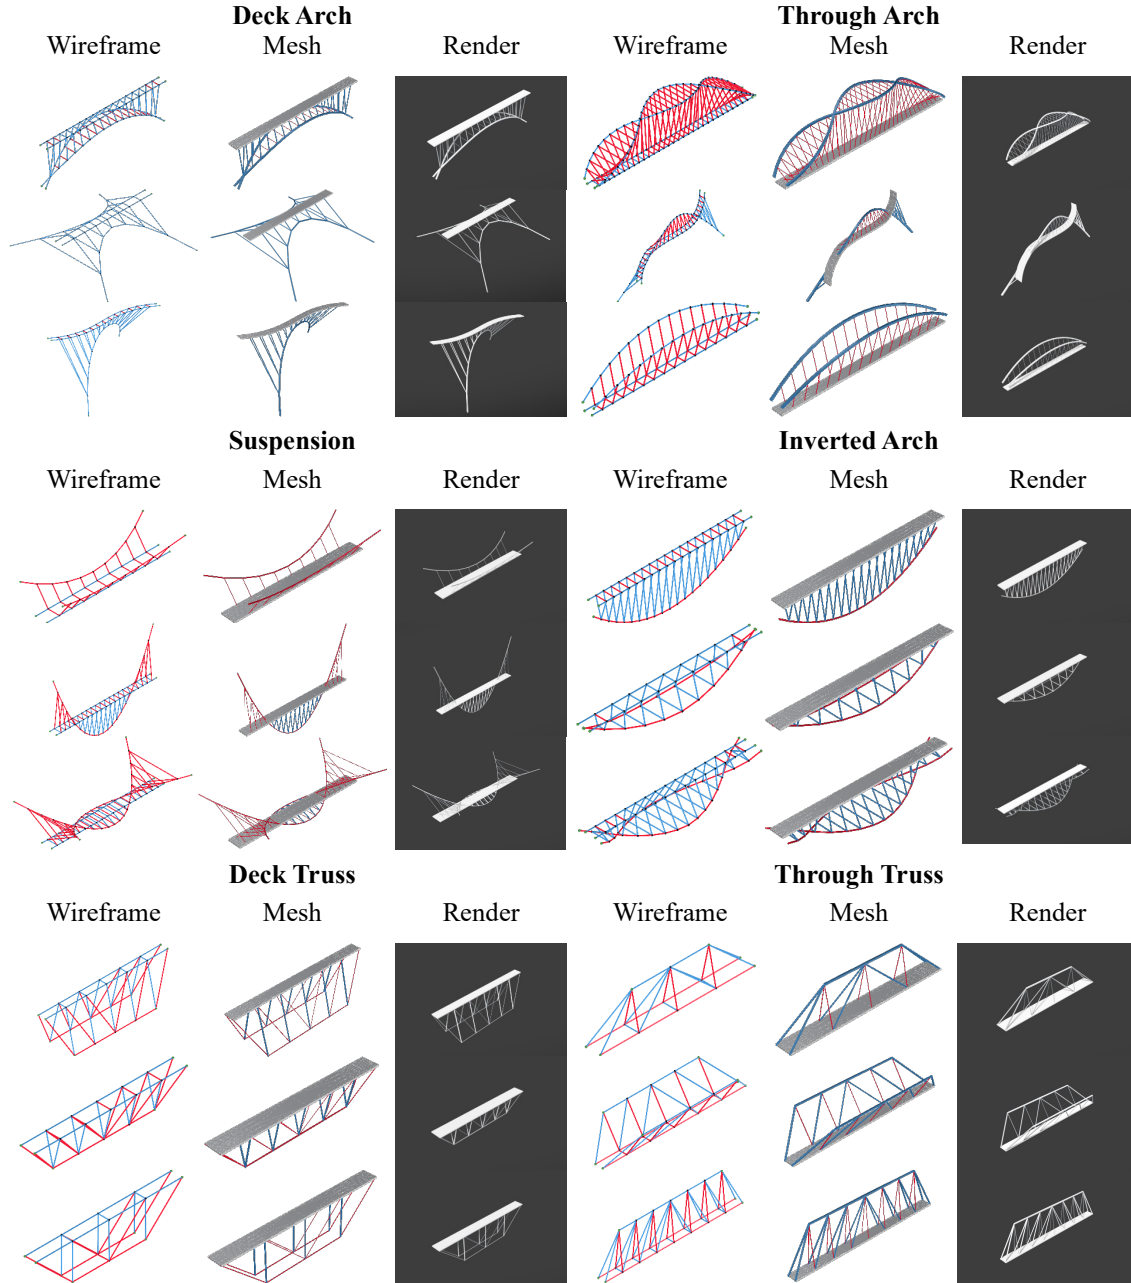 Deck Arch
Through Arch
Wireframe Mesh Render Wireframe Mesh Render
Suspension
Inverted Arch
Wireframe Mesh Render Wireframe Mesh Render
Deck Truss
Through Truss
Wireframe Mesh Render Wireframe Mesh Render